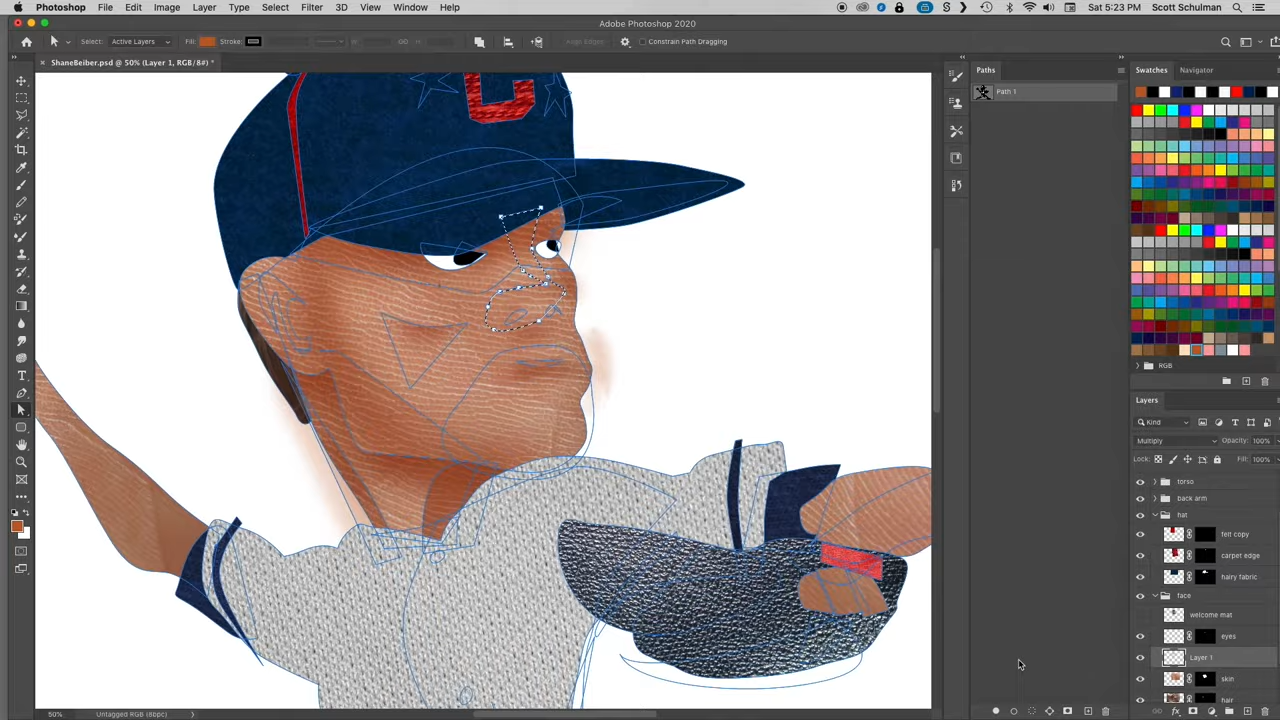 Photoshop File Edit Image Layer Type Select Filter 3D View Window Help
Sat 5:23 PM Scott Schulman
Adobe Photoshop 2020
Select: Active Layers Fill: Stroke: W: H: Align Edges Constrain Path Dragging
ShaneBeiber.psd @ 50% (Layer 1, RGB/8#) *
Paths
Swatches Navigator
Path 1
C
RGB
Layers
Kind
Multiply Opacity: 100%
Lock: Fill: 100%
torso
back arm
hat
felt copy
carpet edge
hairy fabric
face
welcome mat
eyes
Layer 1
skin
hair
50% Untagged RGB (8bpc)
fx